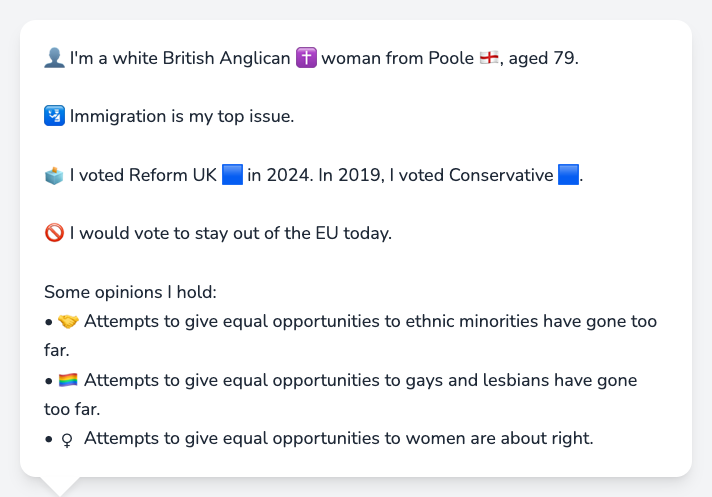 👤 I'm a white British Anglican ✝️ woman from Poole 🏴󠁧󠁢󠁥󠁮󠁧󠁿, aged 79.
🛂 Immigration is my top issue.
🗳️ I voted Reform UK 🟦 in 2024. In 2019, I voted Conservative 🟦.
🚫 I would vote to stay out of the EU today.
Some opinions I hold:
• 🤝 Attempts to give equal opportunities to ethnic minorities have gone too
far.
• 🏳️‍🌈 Attempts to give equal opportunities to gays and lesbians have gone
too far.
• ♀ Attempts to give equal opportunities to women are about right.